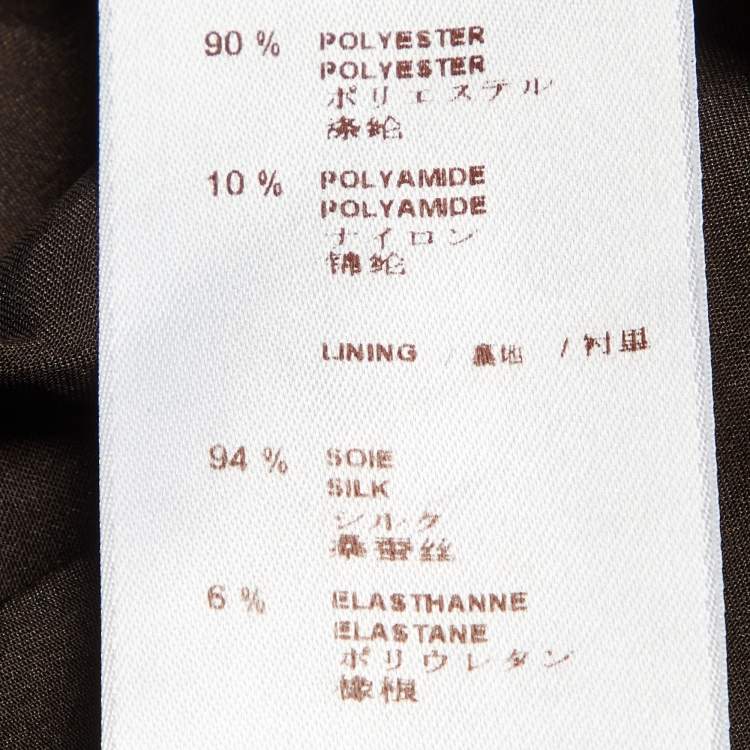 90 % POLYESTER
POLYESTER
ポリエステル
涤纶
10 % POLYAMIDE
POLYAMIDE
ナイロン
锦纶
LINING / 裏地 / 衬里
94 % SOIE
SILK
シルク
桑蚕丝
6 % ELASTHANNE
ELASTANE
ポリウレタン